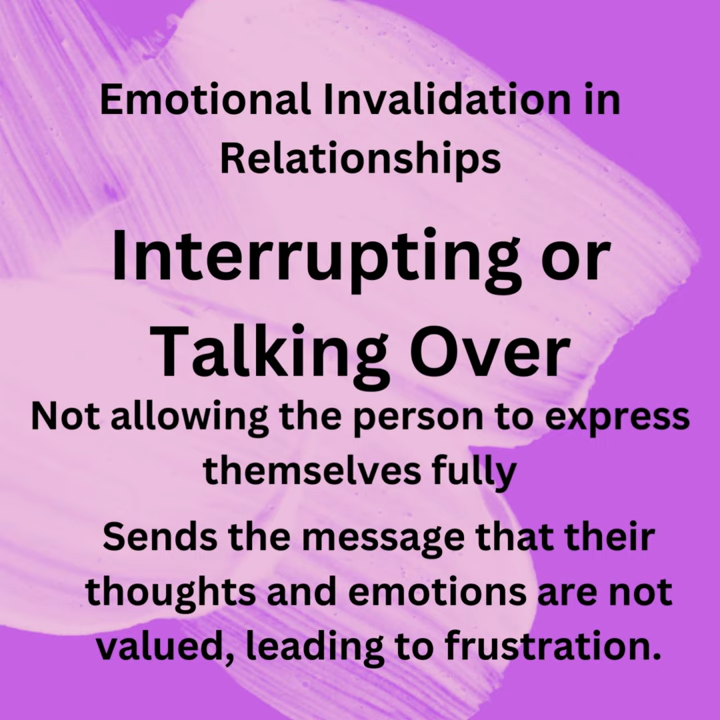 Emotional Invalidation in
Relationships
Interrupting or
Talking Over
Not allowing the person to express
themselves fully
Sends the message that their
thoughts and emotions are not
valued, leading to frustration.